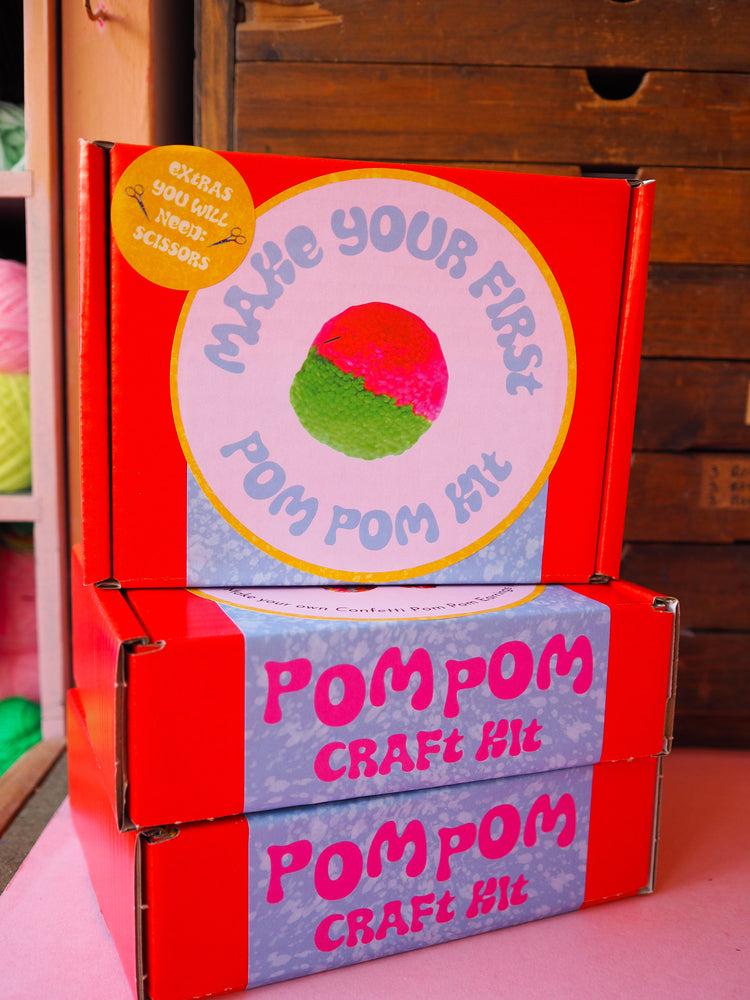 EXTRAS
YOU WILL
NEED:
SCISSORS
MAKE YOUR FIRST
POM POM KIT
Make your own Confetti Pom Pom Earrings
POM POM
CRAFT KIT
POM POM
CRAFT KIT